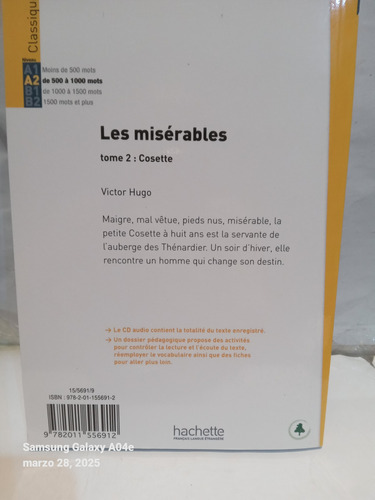 Classiqu
Niveau
A1 Moins de 500 mots
A2 de 500 à 1000 mots
B1 de 1000 à 1500 mots
B2 1500 mots et plus
Les misérables
tome 2 : Cosette
Victor Hugo
Maigre, mal vêtue, pieds nus, misérable, la
petite Cosette à huit ans est la servante de
l'auberge des Thénardier. Un soir d'hiver, elle
rencontre un homme qui change son destin.
→ Le CD audio contient la totalité du texte enregistré.
→ Un dossier pédagogique propose des activités
pour contrôler la lecture et l'écoute du texte,
réemployer le vocabulaire ainsi que des fiches
pour aller plus loin.
15/5691/9
ISBN : 978-2-01-155691-2
9 782011 556912
hachette
FRANÇAIS LANGUE ÉTRANGÈRE
Samsung Galaxy A04e
marzo 28, 2025